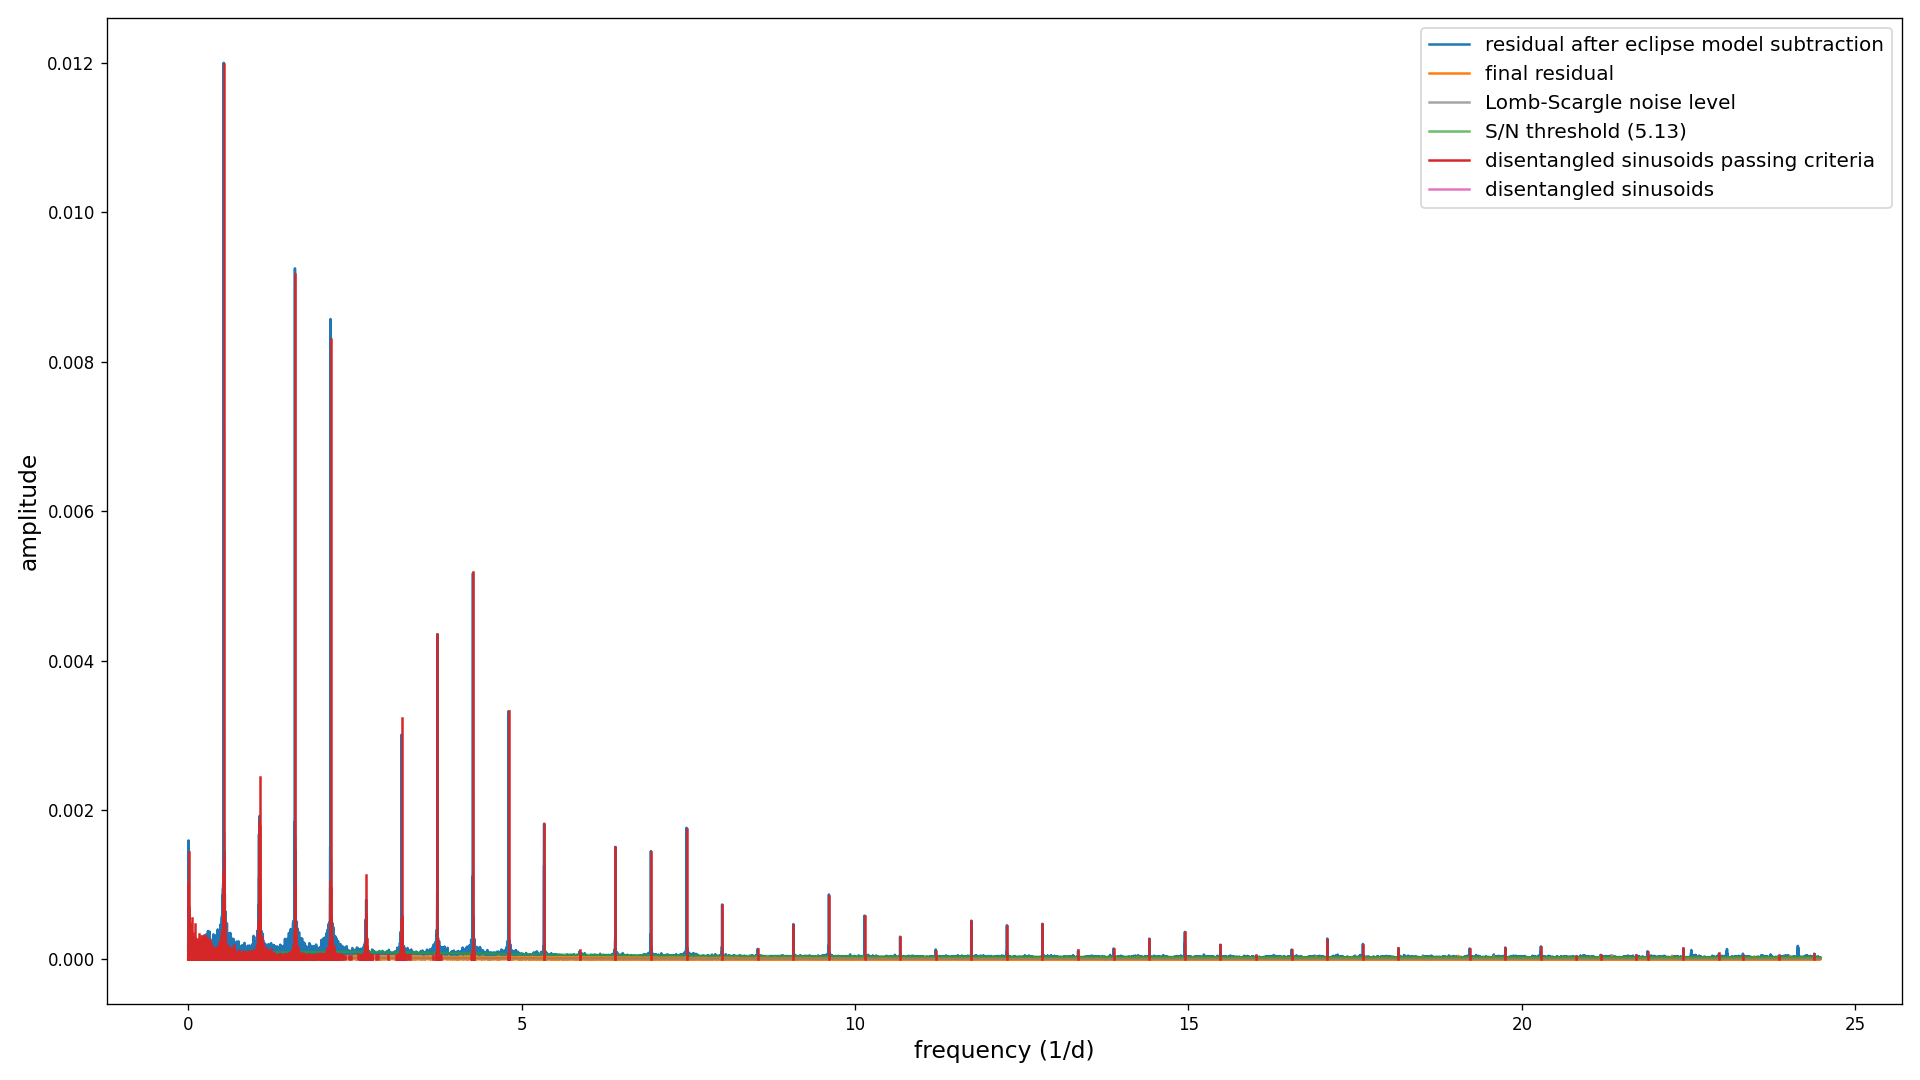 residual after eclipse model subtraction
final residual
Lomb-Scargle noise level
S/N threshold (5.13)
disentangled sinusoids passing criteria
disentangled sinusoids
amplitude
0.012
0.010
0.008
0.006
0.004
0.002
0.000
0 5 10 15 20 25
frequency (1/d)